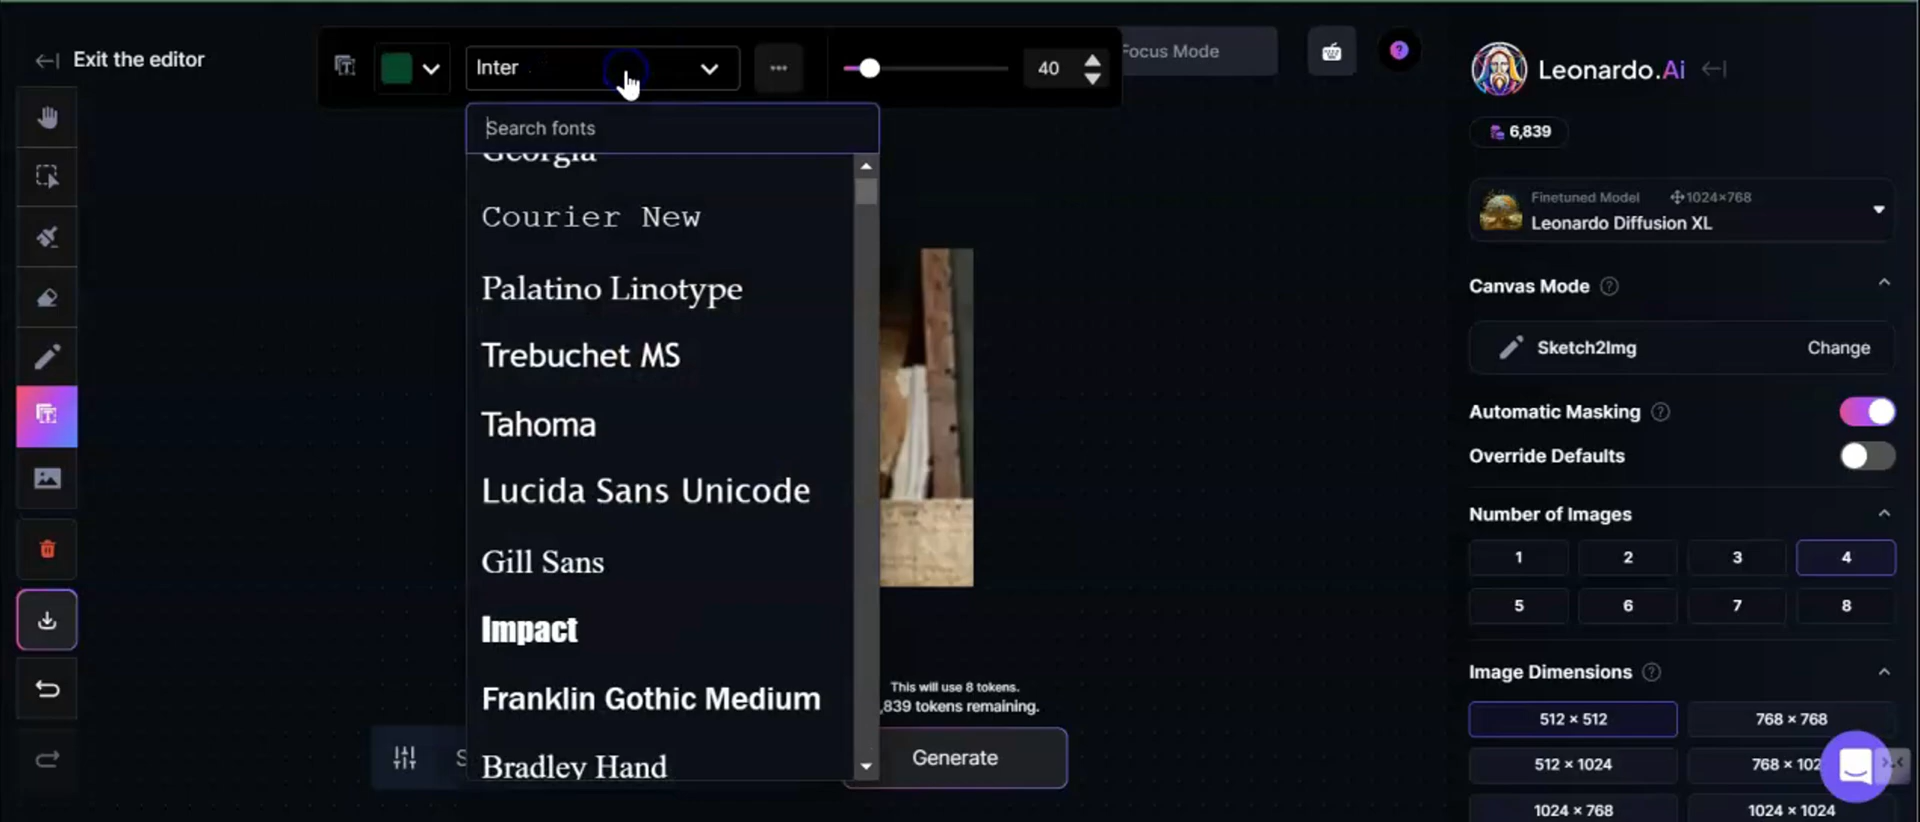 Exit the editor
Inter
40
Focus Mode
Leonardo.Ai
6,839
Search fonts
Georgia
Courier New
Palatino Linotype
Trebuchet MS
Tahoma
Lucida Sans Unicode
Gill Sans
Impact
Franklin Gothic Medium
Bradley Hand
This will use 8 tokens.
,839 tokens remaining.
S
Generate
Finetuned Model
1024×768
Leonardo Diffusion XL
Canvas Mode
Sketch2Img
Change
Automatic Masking
Override Defaults
Number of Images
1 2 3 4
5 6 7 8
Image Dimensions
512 × 512
768 × 768
512 × 1024
768 × 102
1024 × 768
1024 × 1024